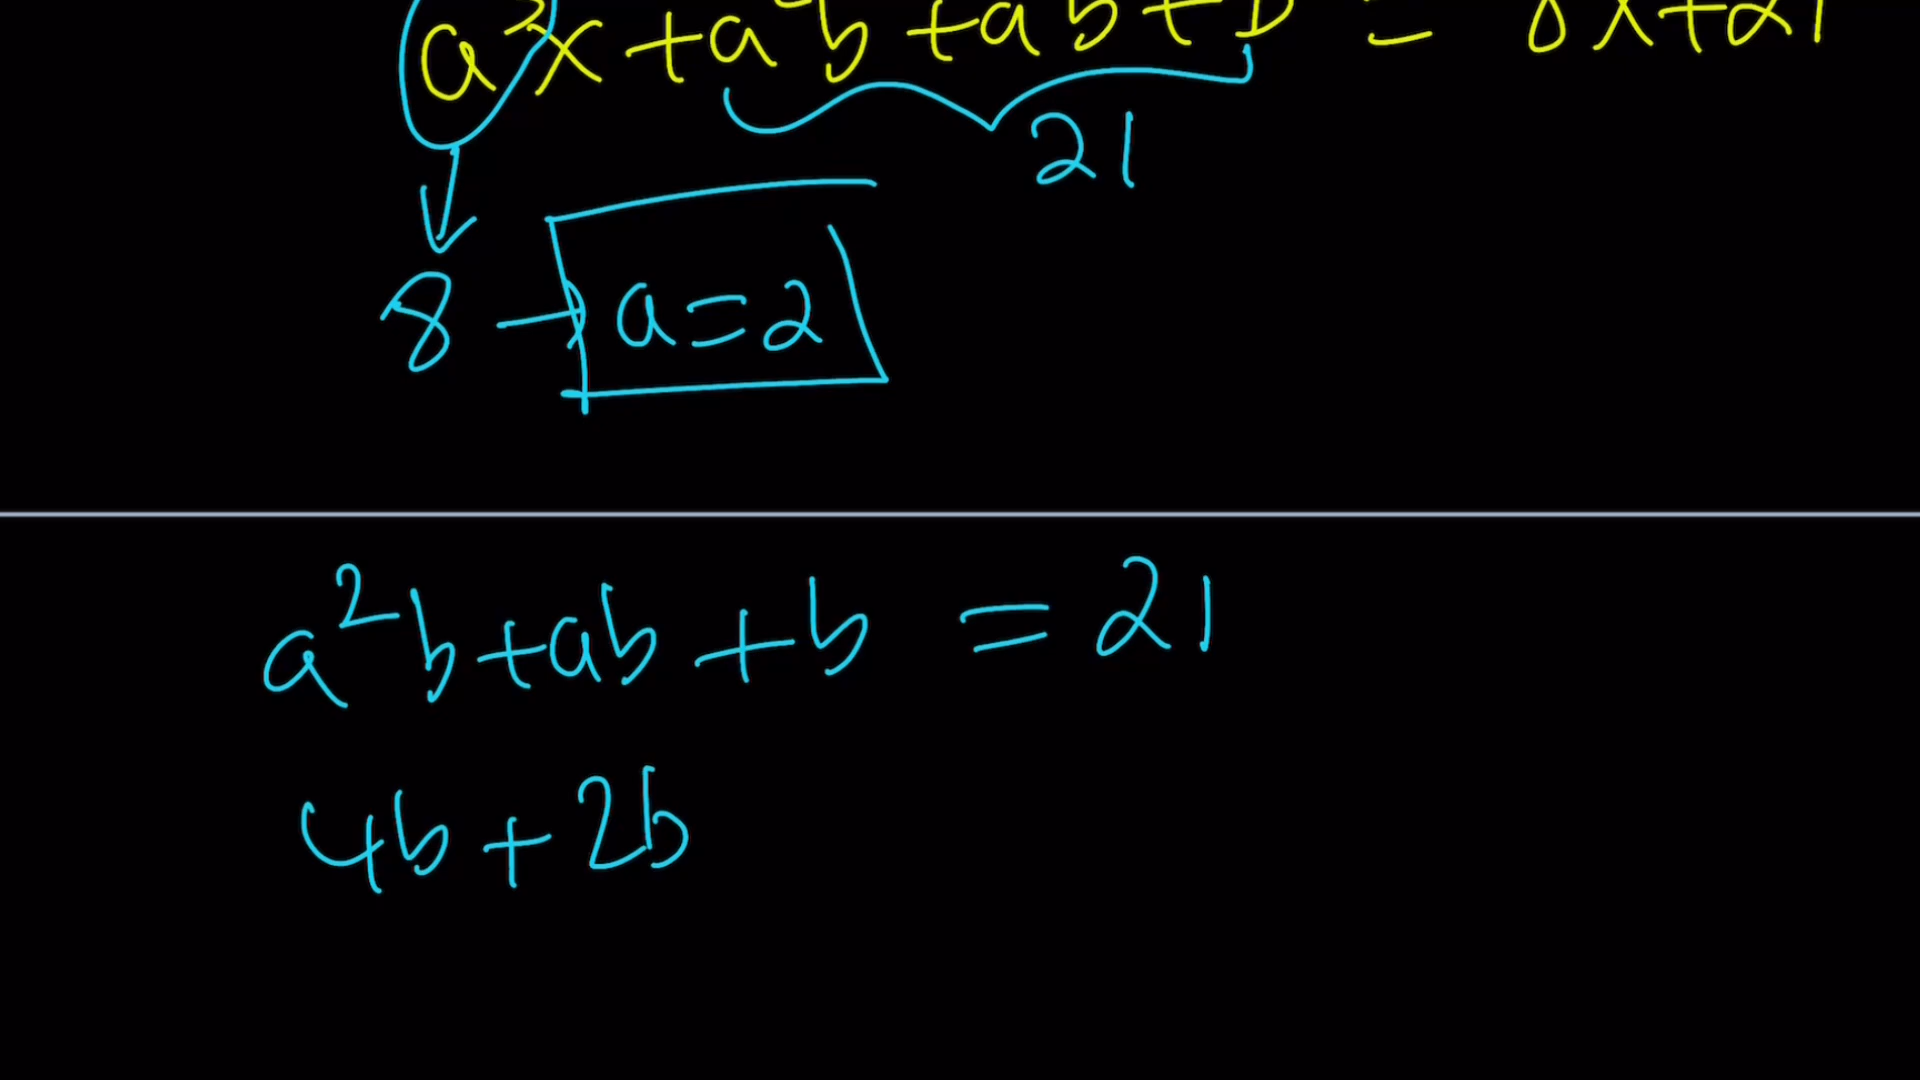 a³x + a²b + ab + b = 8x + 21
21
8 → a = 2
a²b + ab + b = 21
4b + 2b